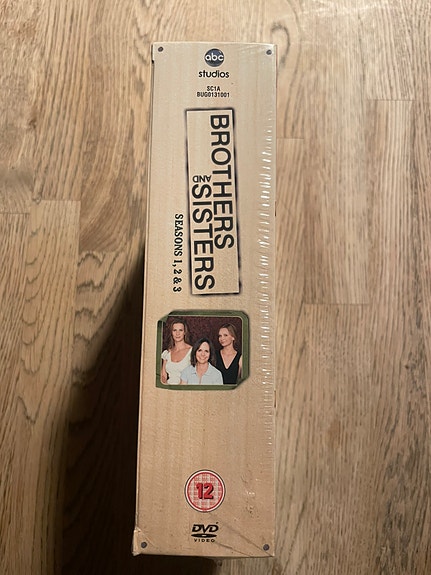 abc
studios
SC1A
BUG0131001
BROTHERS
AND
SISTERS
SEASONS 1, 2 & 3
12
DVD
VIDEO